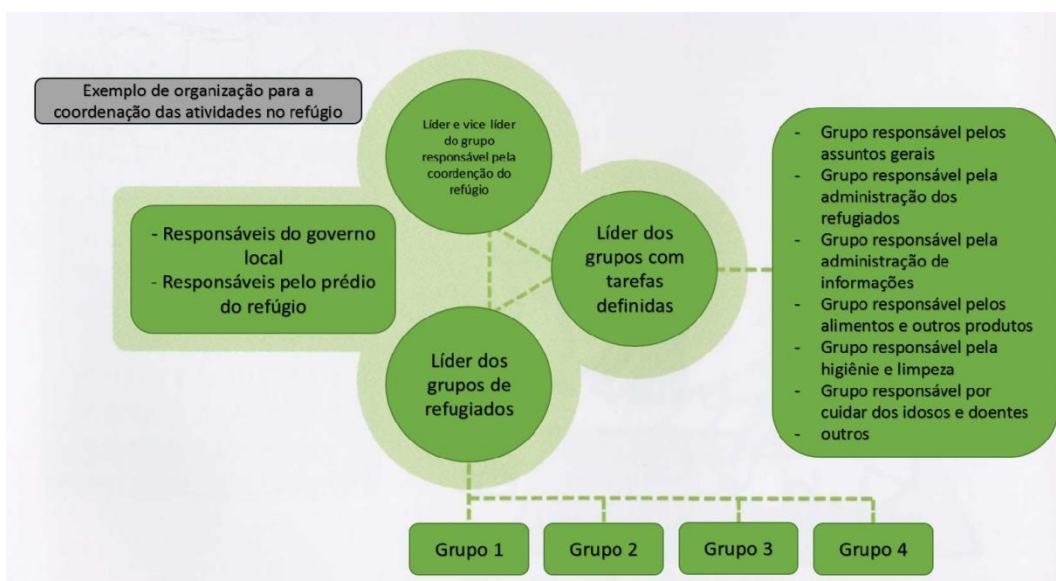 Exemplo de organização para a
coordenação das atividades no refúgio
Líder e vice líder
do grupo
responsável pela
coordenção do
refúgio
- Responsáveis do governo
local
- Responsáveis pelo prédio
do refúgio
Líder dos
grupos com
tarefas
definidas
Líder dos
grupos de
refugiados
- Grupo responsável pelos
assuntos gerais
- Grupo responsável pela
administração dos
refugiados
- Grupo responsável pela
administração de
informações
- Grupo responsável pelos
alimentos e outros produtos
- Grupo responsável pela
higiênie e limpeza
- Grupo responsável por
cuidar dos idosos e doentes
- outros
Grupo 1
Grupo 2
Grupo 3
Grupo 4